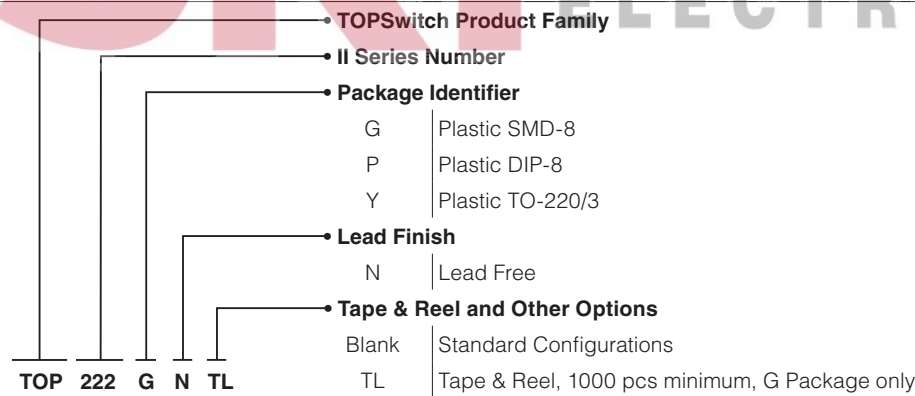 ELECTR
TOPSwitch Product Family
II Series Number
Package Identifier
G Plastic SMD-8
P Plastic DIP-8
Y Plastic TO-220/3
Lead Finish
N Lead Free
Tape & Reel and Other Options
Blank Standard Configurations
TOP 222 G N TL TL Tape & Reel, 1000 pcs minimum, G Package only